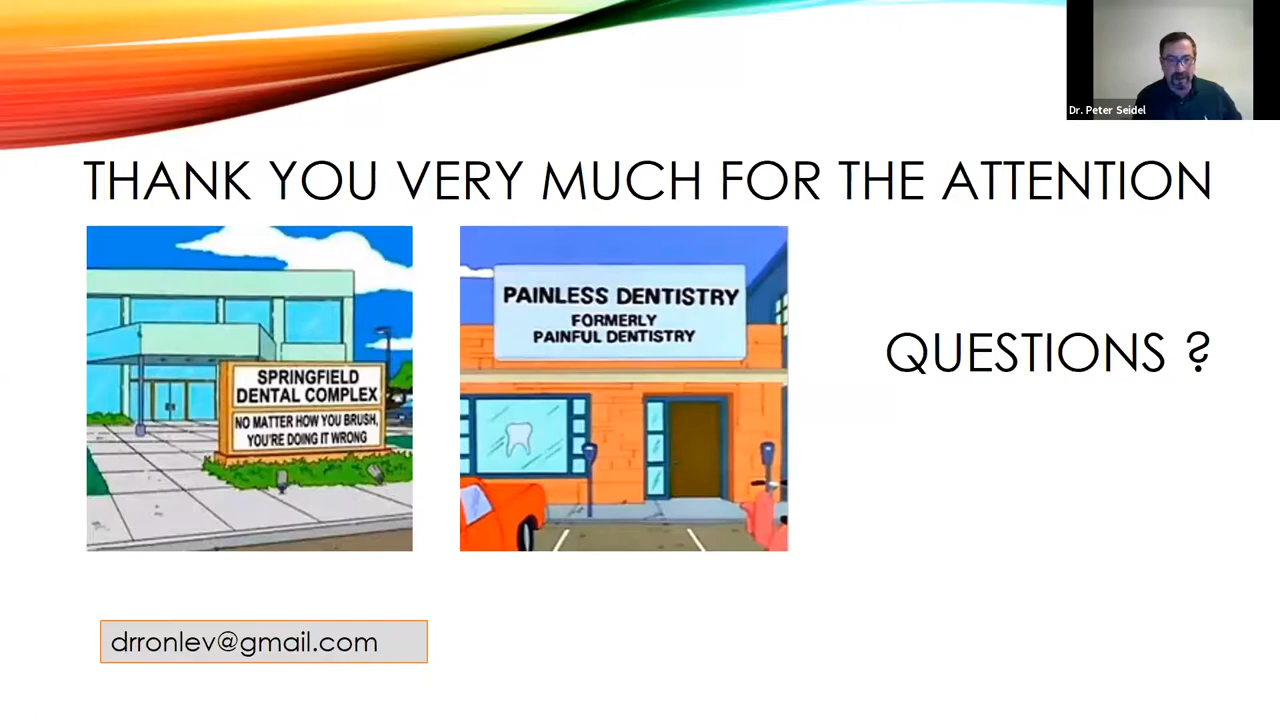 Dr. Peter Seidel
THANK YOU VERY MUCH FOR THE ATTENTION
SPRINGFIELD
DENTAL COMPLEX
NO MATTER HOW YOU BRUSH,
YOU'RE DOING IT WRONG
PAINLESS DENTISTRY
FORMERLY
PAINFUL DENTISTRY
QUESTIONS ?
drronlev@gmail.com